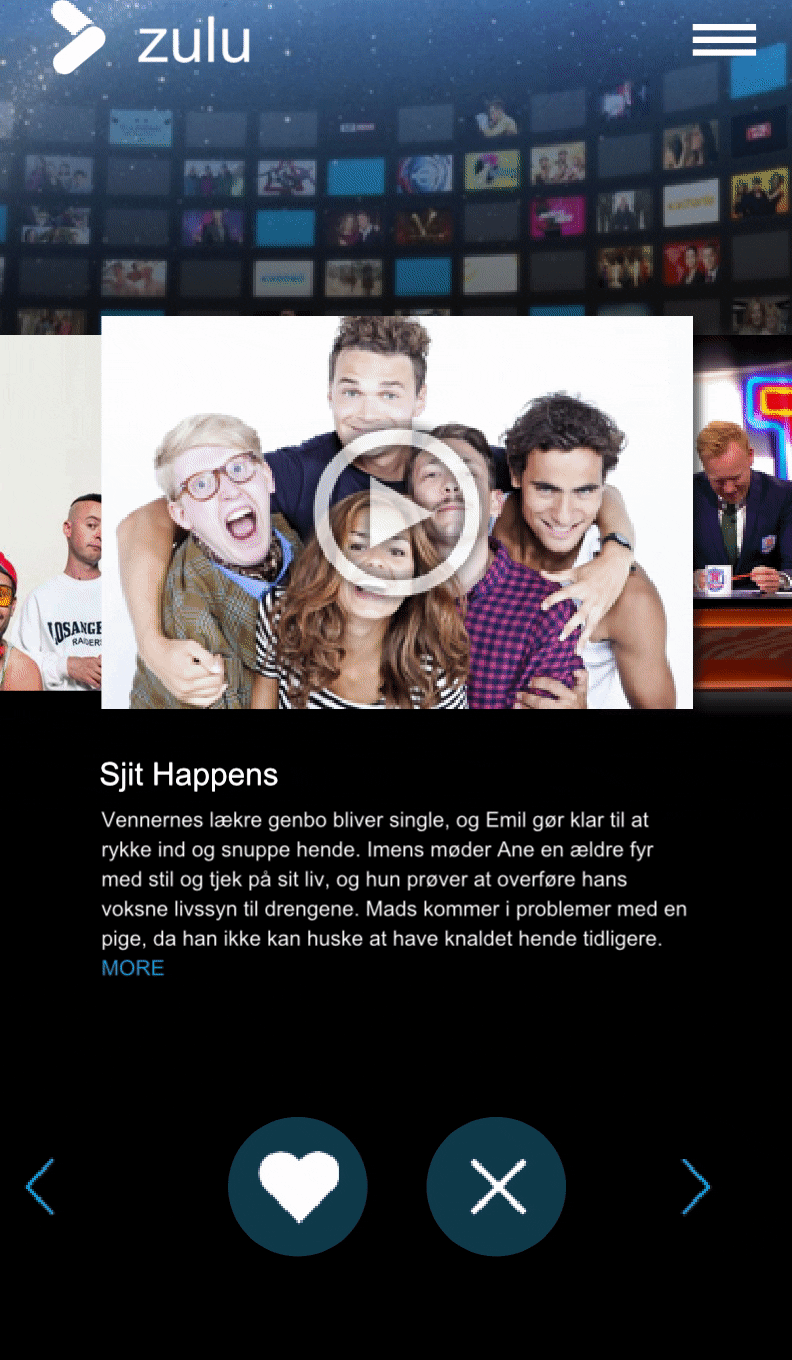 zulu
LOSANGE
RAIDERS
Sjit Happens
Vennernes lækre genbo bliver single, og Emil gør klar til at
rykke ind og snuppe hende. Imens møder Ane en ældre fyr
med stil og tjek på sit liv, og hun prøver at overføre hans
voksne livssyn til drengene. Mads kommer i problemer med en
pige, da han ikke kan huske at have knaldet hende tidligere.
MORE